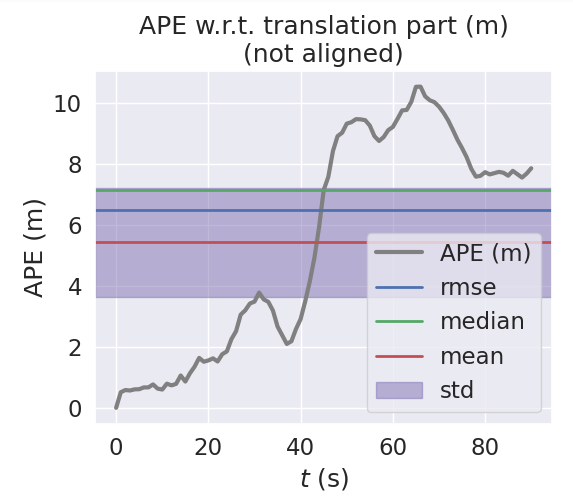 APE w.r.t. translation part (m)
(not aligned)
APE (m)
10
8
6
4
2
0
0 20 40 60 80
t (s)
APE (m)
rmse
median
mean
std